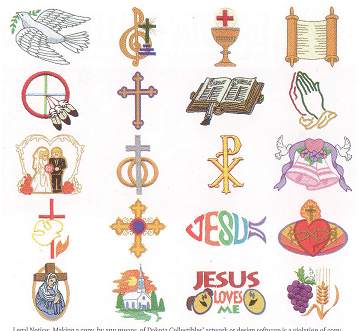 JESUS
JESUS
LOVES
ME
Legal Notice: Making a copy, by any means, of Dakota Collectibles' artwork or design software is a violation of copy